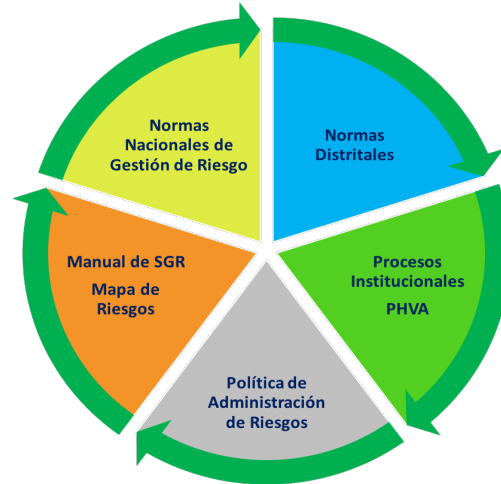 Normas
Nacionales de
Gestión de Riesgo
Normas
Distritales
Procesos
Institucionales
PHVA
Política de
Administración
de Riesgos
Manual de SGR
Mapa de
Riesgos